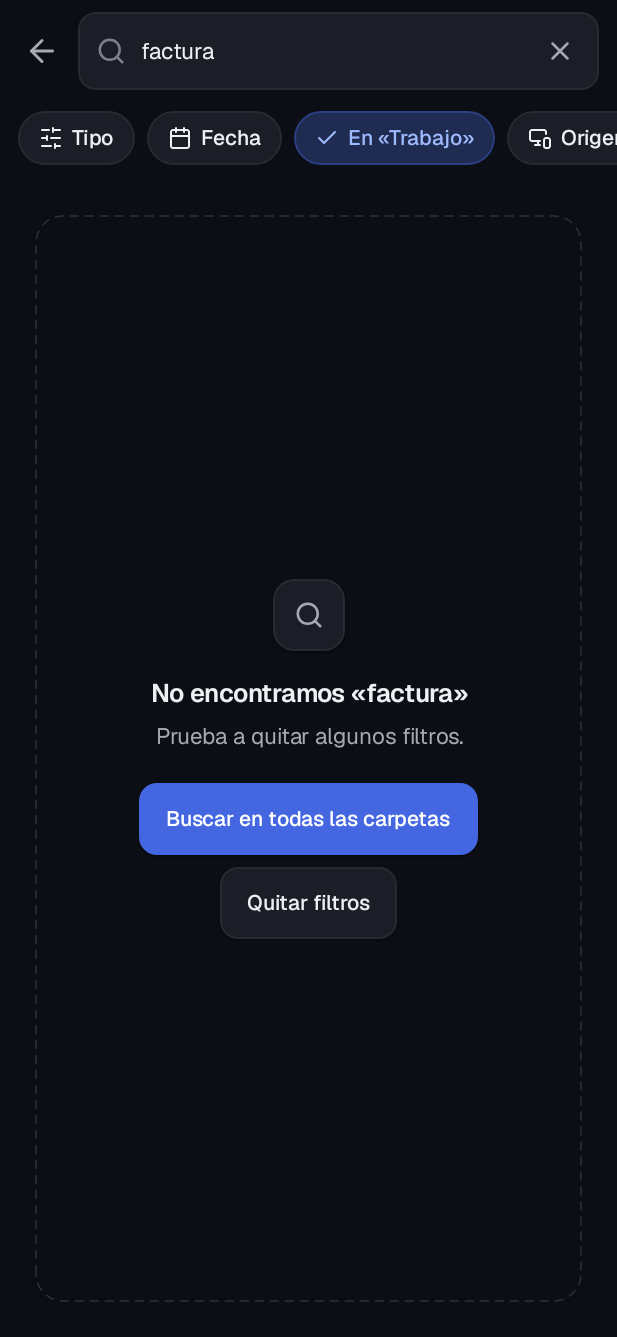 factura
Tipo
Fecha
En «Trabajo»
Origen
No encontramos «factura»
Prueba a quitar algunos filtros.
Buscar en todas las carpetas
Quitar filtros